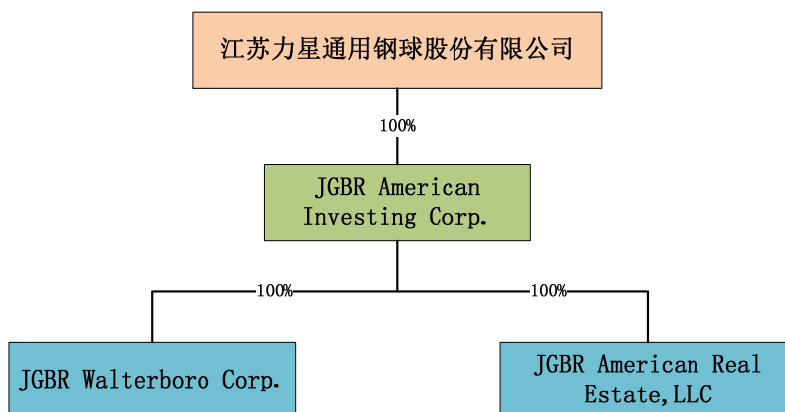 江苏力星通用钢球股份有限公司
100%
JGBR American
Investing Corp.
100%
100%
JGBR Walterboro Corp.
JGBR American Real
Estate,LLC